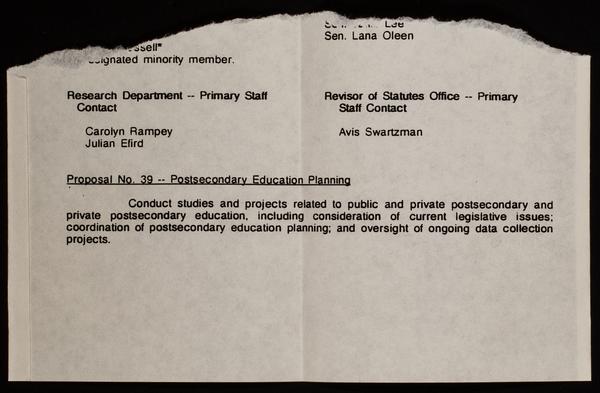 Sen. Lana Oleen
minority member.
Research Department -- Primary Staff
Contact
Carolyn Rampey
Julian Efird
Revisor of Statutes Office -- Primary
Staff Contact
Avis Swartzman
Proposal No. 39 -- Postsecondary Education Planning
Conduct studies and projects related to public and private postsecondary and
private postsecondary education, including consideration of current legislative issues;
coordination of postsecondary education planning; and oversight of ongoing data collection
projects.